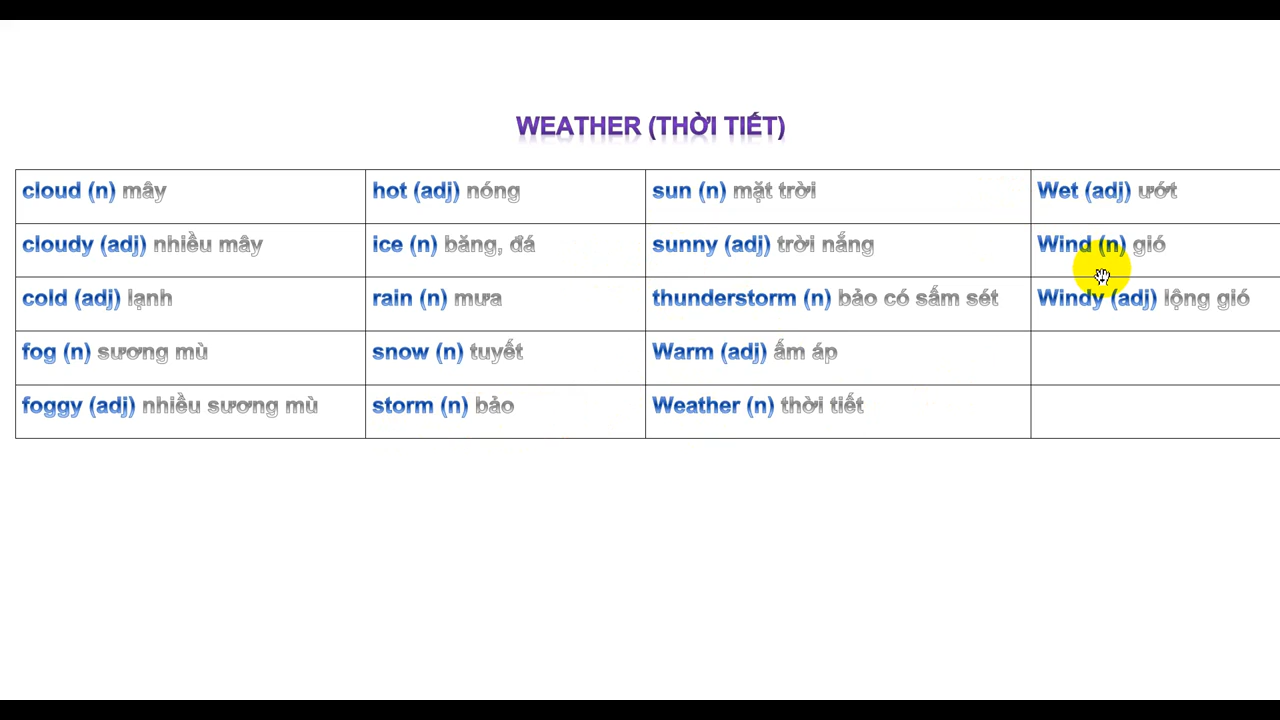 WEATHER (THỜI TIẾT)
cloud (n) mây
hot (adj) nóng
sun (n) mặt trời
Wet (adj) ướt
cloudy (adj) nhiều mây
ice (n) băng, đá
sunny (adj) trời nắng
Wind (n) gió
cold (adj) lạnh
rain (n) mưa
thunderstorm (n) bảo có sấm sét
Windy (adj) lộng gió
fog (n) sương mù
snow (n) tuyết
Warm (adj) ấm áp
foggy (adj) nhiều sương mù
storm (n) bảo
Weather (n) thời tiết